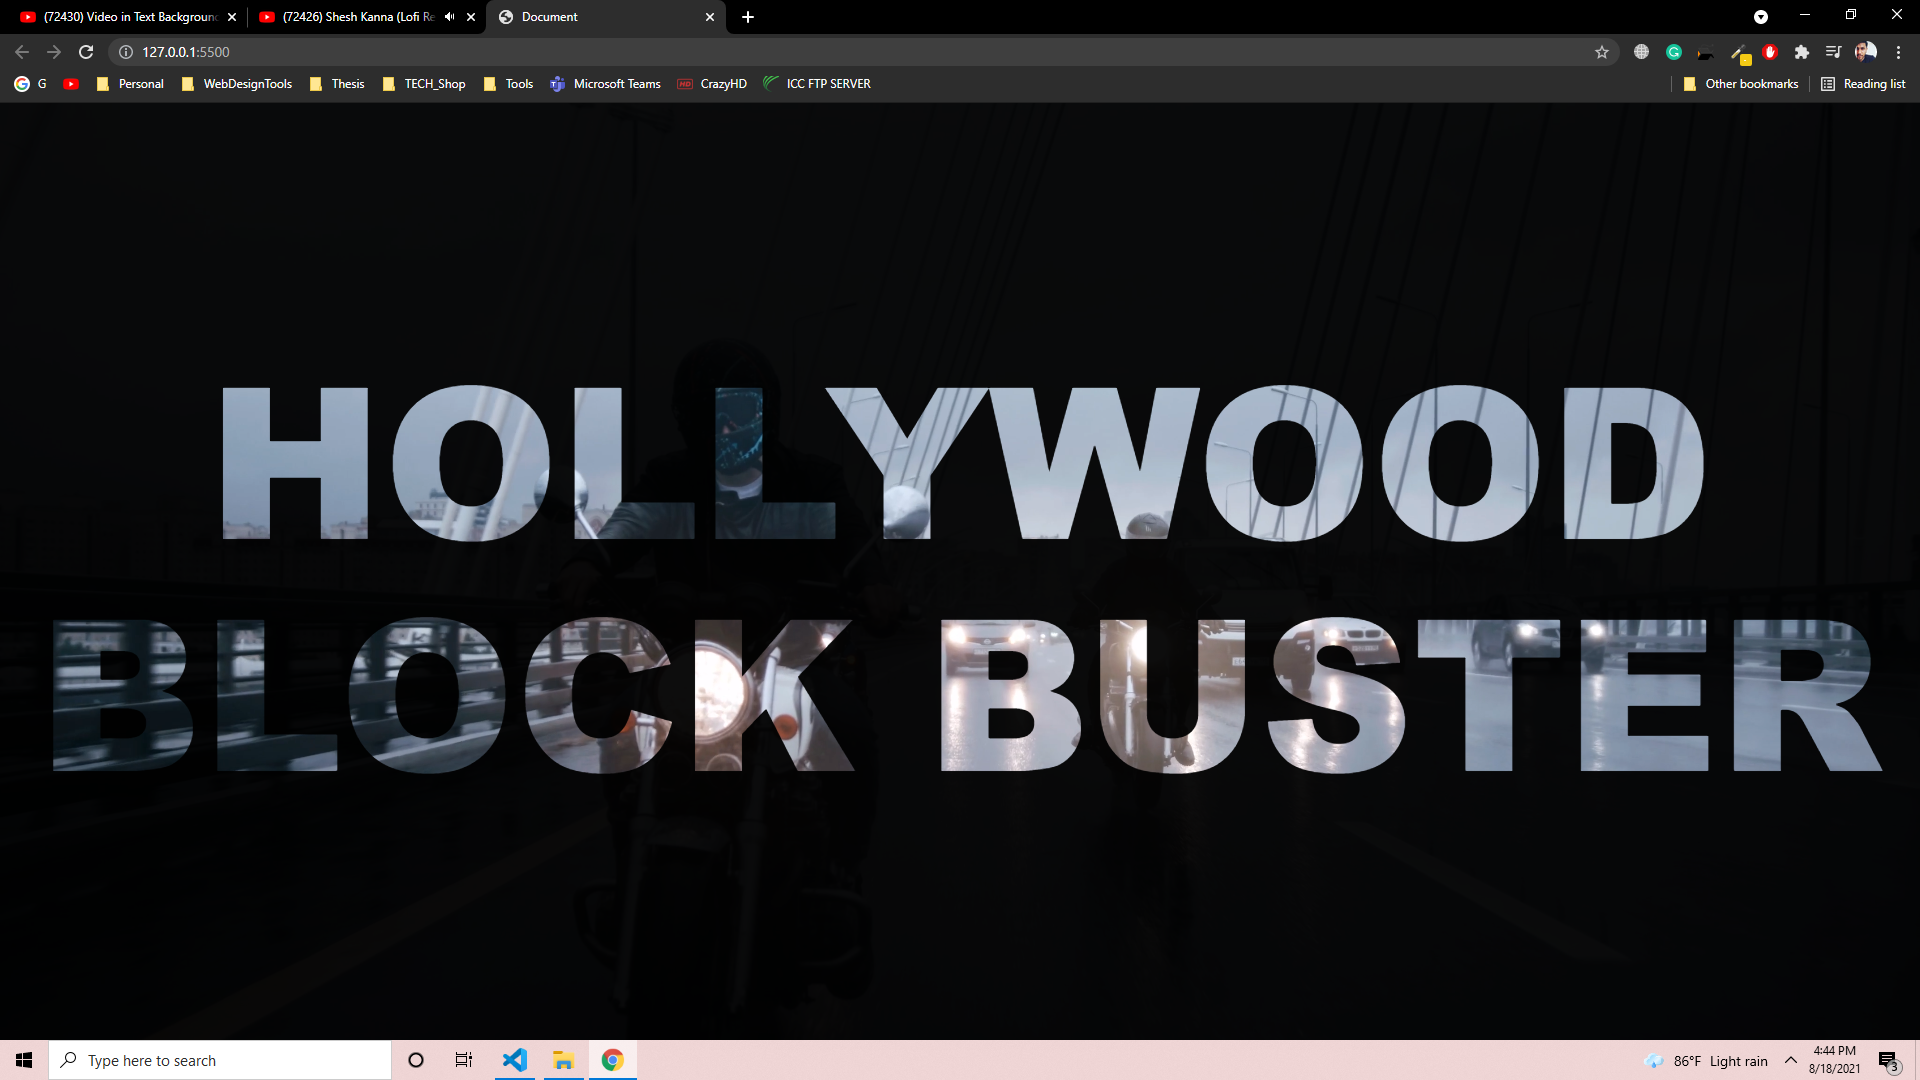 (72430) Video in Text Background
(72426) Shesh Kanna (Lofi Re
Document
127.0.0.1:5500
G
Personal
WebDesignTools
Thesis
TECH_Shop
Tools
Microsoft Teams
HD
CrazyHD
ICC FTP SERVER
Other bookmarks
Reading list
HOLLYWOOD
BLOCK BUSTER
Type here to search
86°F Light rain
4:44 PM
8/18/2021
3